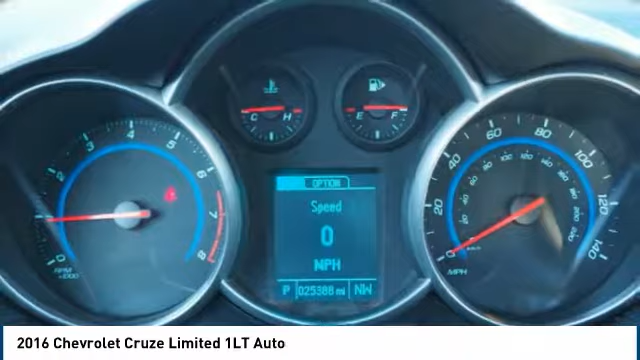 C H
E F
1 2 3 4 5 6 7 8
0
RPM
x1000
OPTION
Speed
0
MPH
P 025388 mi NW
0 20 40 60 80 100 120 140
MPH
2016 Chevrolet Cruze Limited 1LT Auto